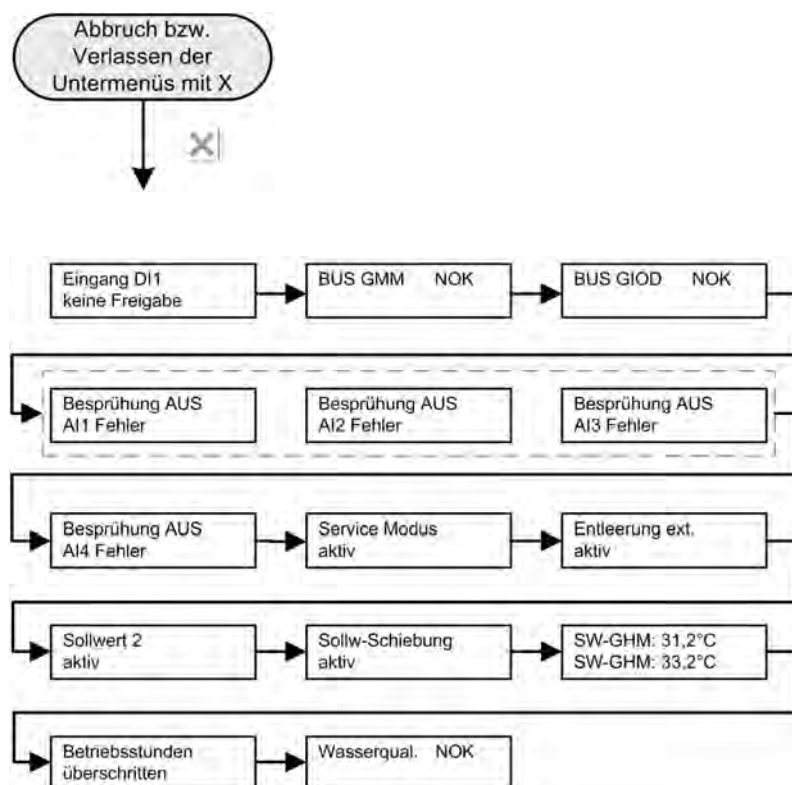 Abbruch bzw.
Verlassen der
Untermenüs mit X
X
Eingang DI1
keine Freigabe
BUS GMM NOK
BUS GIOD NOK
Besprühung AUS
AI1 Fehler
Besprühung AUS
AI2 Fehler
Besprühung AUS
AI3 Fehler
Besprühung AUS
AI4 Fehler
Service Modus
aktiv
Entleerung ext.
aktiv
Sollwert 2
aktiv
Sollw-Schiebung
aktiv
SW-GHM: 31,2°C
SW-GHM: 33,2°C
Betriebsstunden
überschritten
Wasserqual. NOK